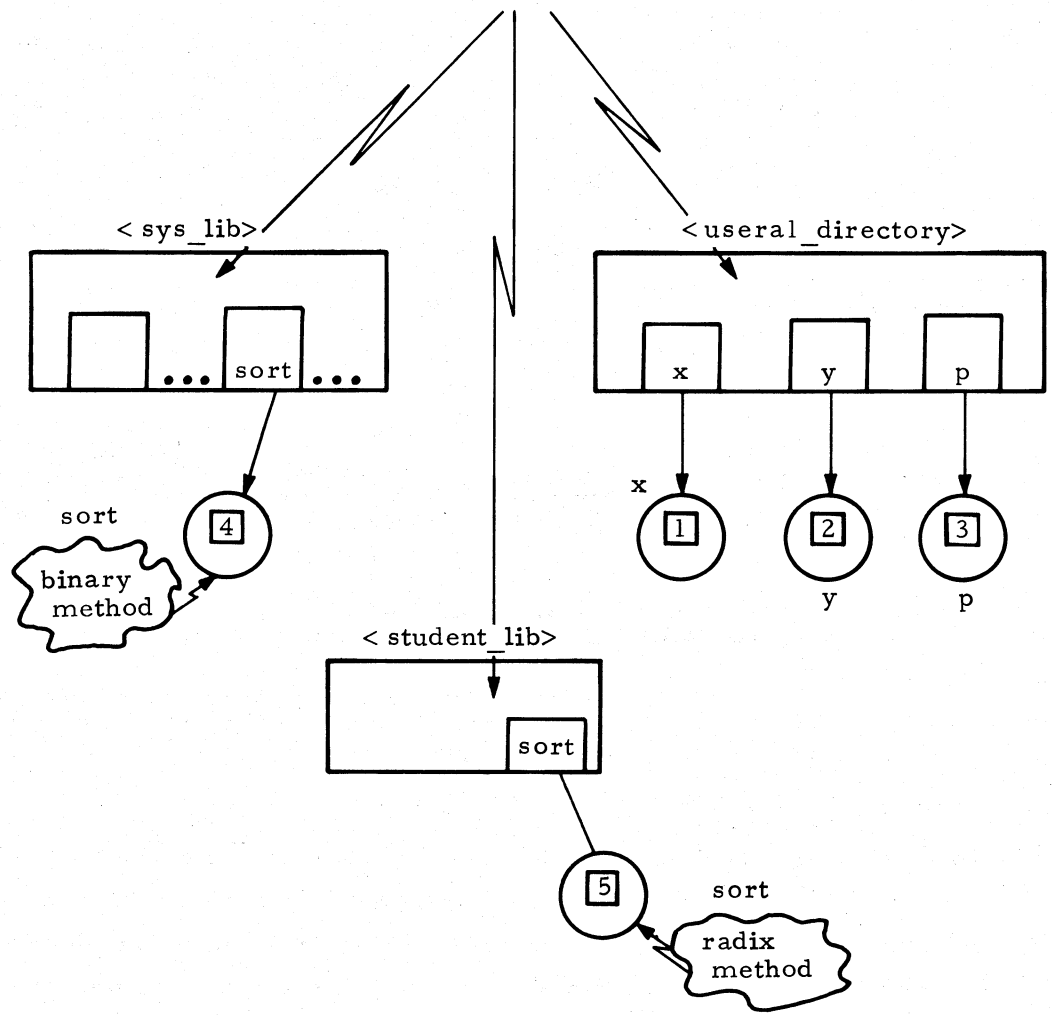 < sys_lib>
<useral_directory>
sort
x
y
p
x
4
1
2
3
sort
binary
method
y
p
< student_lib>
sort
5
sort
radix
method